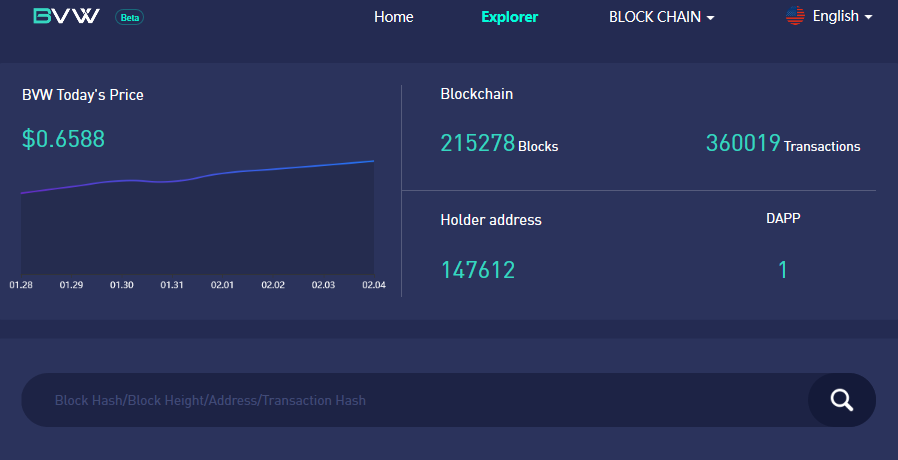 BVW Beta Home Explorer BLOCK CHAIN English
BVW Today's Price
$0.6588
01.28 01.29 01.30 01.31 02.01 02.02 02.03 02.04
Blockchain
215278 Blocks 360019 Transactions
Holder address DAPP
147612 1
Block Hash/Block Height/Address/Transaction Hash